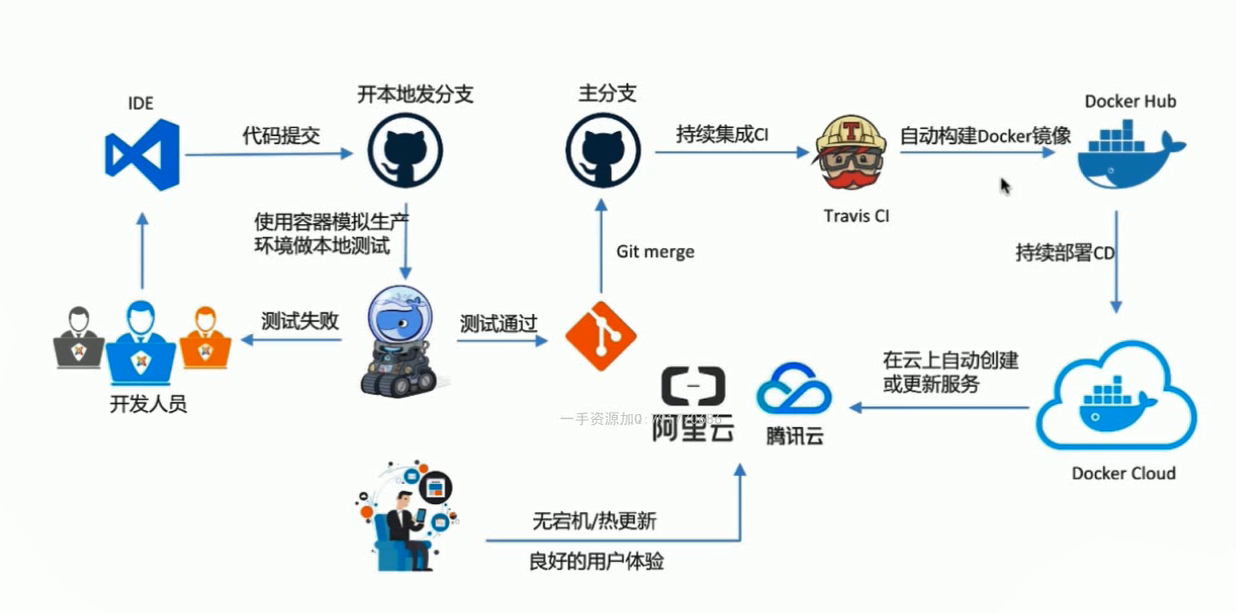 IDE
开本地发分支
主分支
Docker Hub
代码提交
持续集成CI
T
自动构建Docker镜像
Travis CI
使用容器模拟生产
环境做本地测试
Git merge
持续部署CD
测试失败
测试通过
开发人员
在云上自动创建
或更新服务
一手资源加Q:
阿里云
腾讯云
Docker Cloud
无宕机/热更新
良好的用户体验